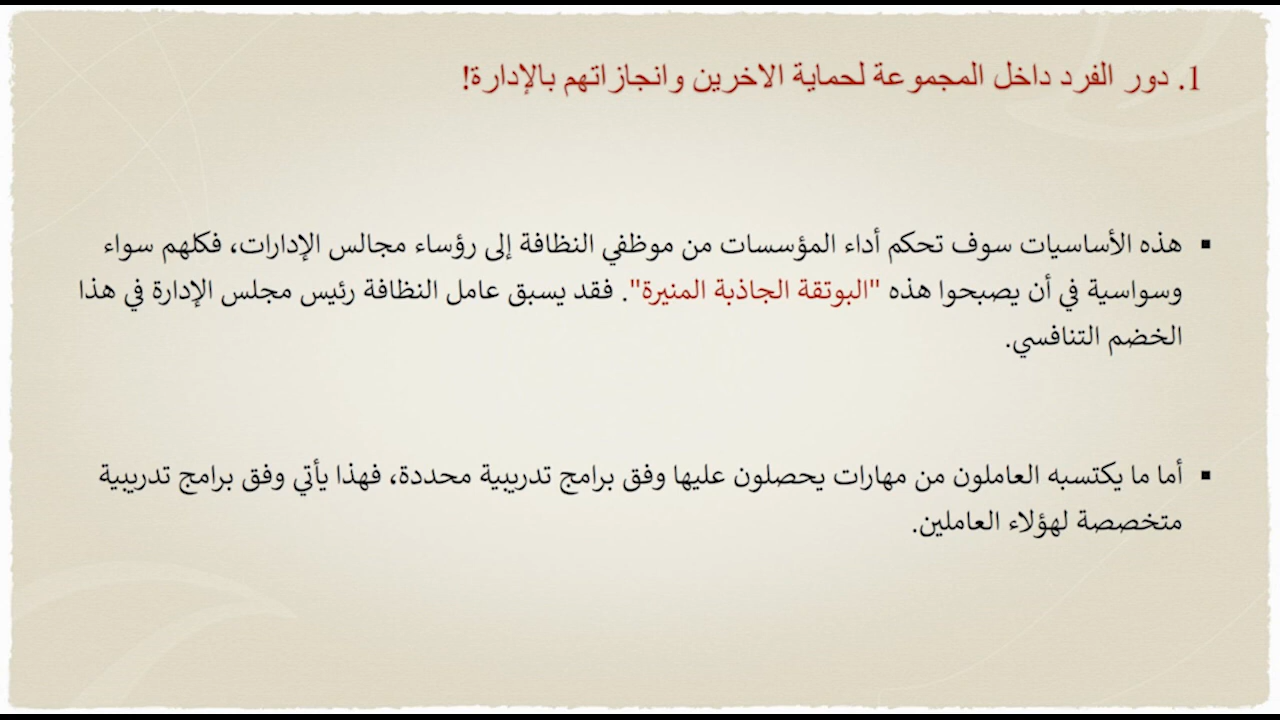 1. دور الفرد داخل المجموعة لحماية الاخرين وانجازاتهم بالإدارة!
▪ هذه الأساسيات سوف تحكم أداء المؤسسات من موظفي النظافة إلى رؤساء مجالس الإدارات، فكلهم سواء
وسواسية في أن يصبحوا هذه "البوتقة الجاذبة المنيرة". فقد يسبق عامل النظافة رئيس مجلس الإدارة في هذا
الخضم التنافسي.
▪ أما ما يكتسبه العاملون من مهارات يحصلون عليها وفق برامج تدريبية محددة، فهذا يأتي وفق برامج تدريبية
متخصصة لهؤلاء العاملين.